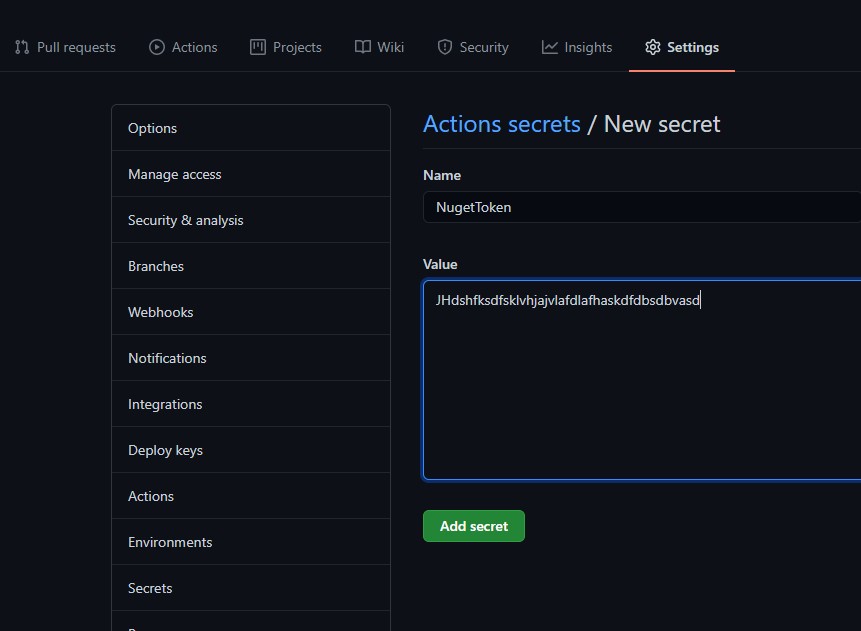 Pull requests Actions Projects Wiki Security Insights Settings
Options
Manage access
Security & analysis
Branches
Webhooks
Notifications
Integrations
Deploy keys
Actions
Environments
Secrets
Actions secrets / New secret
Name
NugetToken
Value
JHdshfksdfsklvhjajvlafdlafhaskdfdbsdbvasd
Add secret